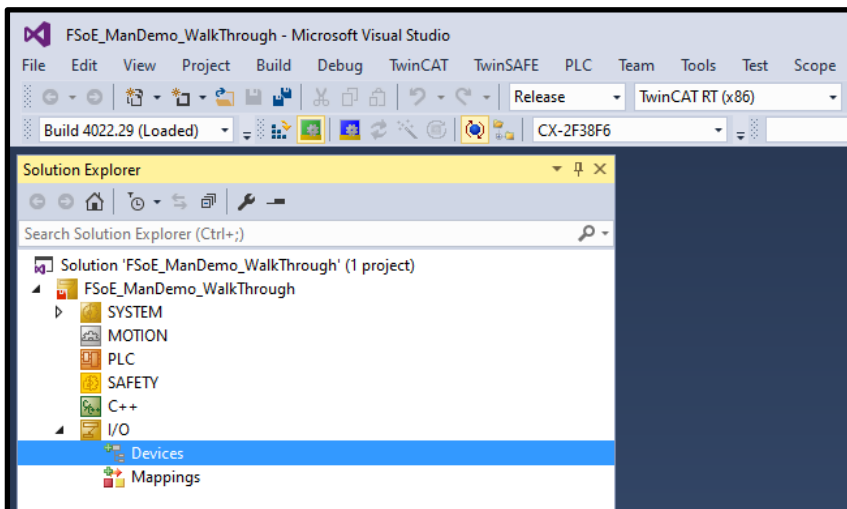 FSoE_ManDemo_WalkThrough - Microsoft Visual Studio
File Edit View Project Build Debug TwinCAT TwinSAFE PLC Team Tools Test Scope
Release TwinCAT RT (x86)
Build 4022.29 (Loaded) CX-2F38F6
Solution Explorer
Search Solution Explorer (Ctrl+;)
Solution 'FSoE_ManDemo_WalkThrough' (1 project)
FSoE_ManDemo_WalkThrough
SYSTEM
MOTION
PLC
SAFETY
C++
I/O
Devices
Mappings